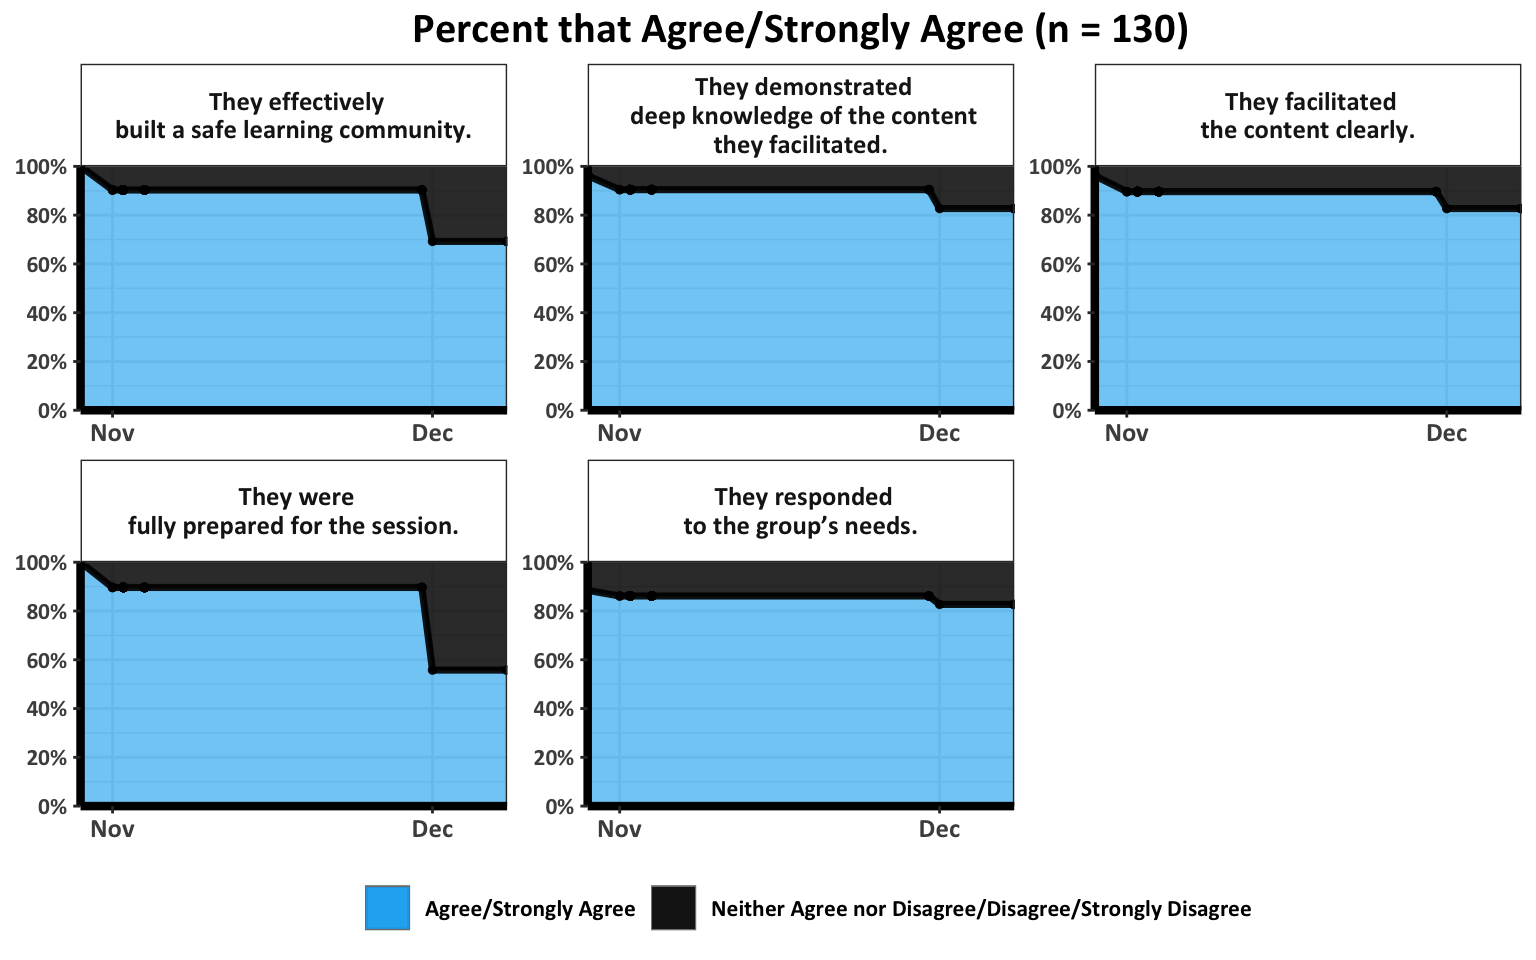 Percent that Agree/Strongly Agree (n = 130)
They effectively
built a safe learning community.
They demonstrated
deep knowledge of the content
they facilitated.
They facilitated
the content clearly.
100%
80%
60%
40%
20%
0%
Nov
Dec
100%
80%
60%
40%
20%
0%
Nov
Dec
100%
80%
60%
40%
20%
0%
Nov
Dec
They were
fully prepared for the session.
They responded
to the group’s needs.
100%
80%
60%
40%
20%
0%
Nov
Dec
100%
80%
60%
40%
20%
0%
Nov
Dec
Agree/Strongly Agree
Neither Agree nor Disagree/Disagree/Strongly Disagree